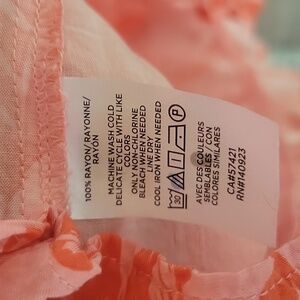 100% RAYON/RAYONNE/
RAYON
MACHINE WASH COLD
DELICATE CYCLE WITH LIKE
COLORS
ONLY NON-CHLORINE
BLEACH WHEN NEEDED
LINE DRY
COOL IRON WHEN NEEDED
30 P
AVEC DES COULEURS
SEMBLABLES / CON
COLORES SIMILARES
CA#57421
RN#140923